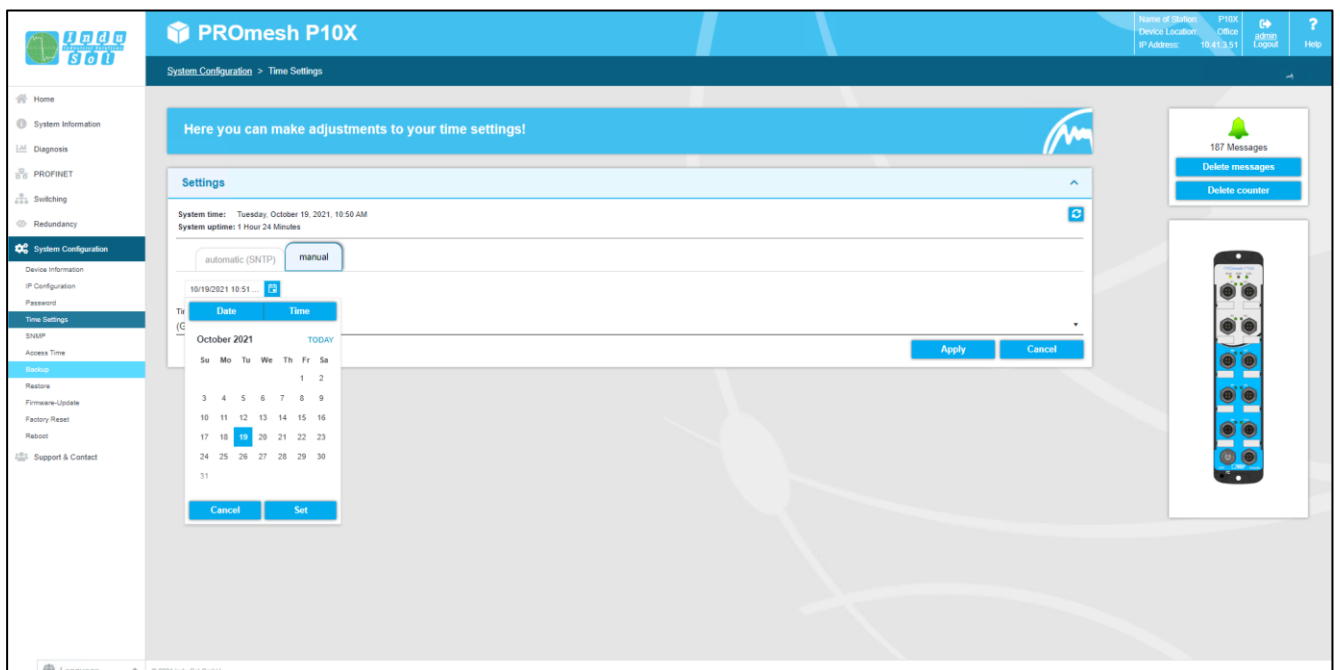 Indu
Industrial Solutions
Sol
PROmesh P10X
Name of Station: P10X
Device Location: Office
IP Address: 10.41.3.51
admin
Logout
?
Help
System Configuration > Time Settings
Home
System Information
Diagnosis
PROFINET
Switching
Redundancy
System Configuration
Device Information
IP Configuration
Password
Time Settings
SNMP
Access Time
Backup
Restore
Firmware-Update
Factory Reset
Reboot
Support & Contact
Here you can make adjustments to your time settings!
Settings
System time: Tuesday, October 19, 2021, 10:50 AM
System uptime: 1 Hour 24 Minutes
automatic (SNTP) manual
10/19/2021 10:51 ...
(G
Date Time
October 2021 TODAY
Su Mo Tu We Th Fr Sa
1 2
3 4 5 6 7 8 9
10 11 12 13 14 15 16
17 18 19 20 21 22 23
24 25 26 27 28 29 30
31
Cancel Set
Apply Cancel
187 Messages
Delete messages
Delete counter